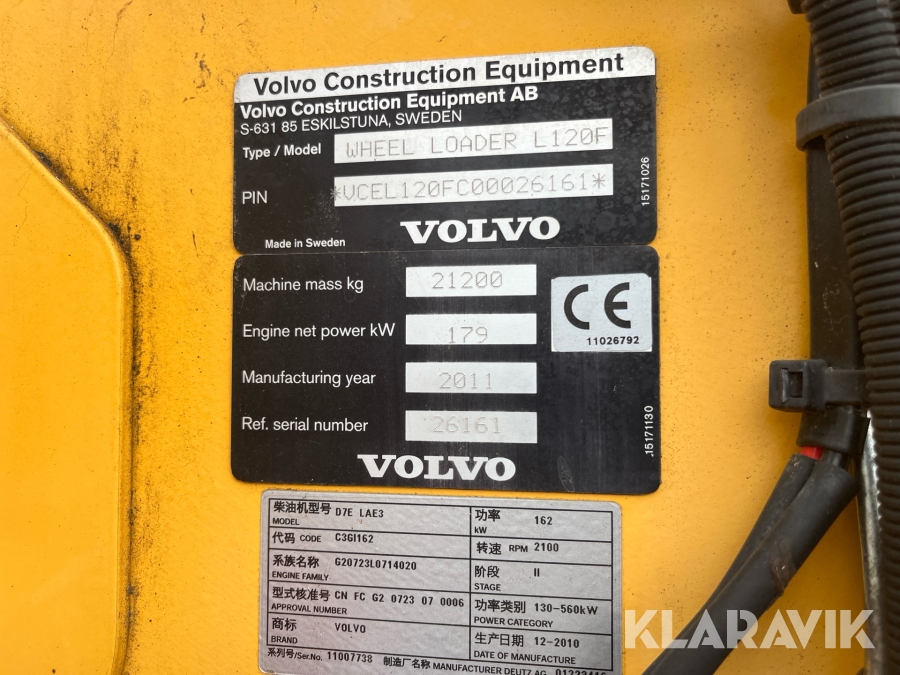 Volvo Construction Equipment
Volvo Construction Equipment AB
S-631 85 ESKILSTUNA, SWEDEN
Type / Model WHEEL LOADER L120F
PIN *VCEL120FC00026161*
15171026
VOLVO
Made in Sweden
Machine mass kg 21200
Engine net power kW 179
CE
11026792
Manufacturing year 2011
Ref. serial number 26161
15171130
VOLVO
柴油机型号 D7E LAE3 功率 162
MODEL kW
代码 CODE C3GI162 转速 RPM 2100
系族名称 G20723L0714020 阶段 II
ENGINE FAMILY STAGE
型式核准号 CN FC G2 0723 07 0006 功率类别 130-560kW
APPROVAL NUMBER POWER CATEGORY
商标 VOLVO 生产日期 12-2010
BRAND DATE OF MANUFACTURE
系列号/Ser.No. 11007738 制造厂名称 MANUFACTURER DEUTZ AG
KLARAVIK